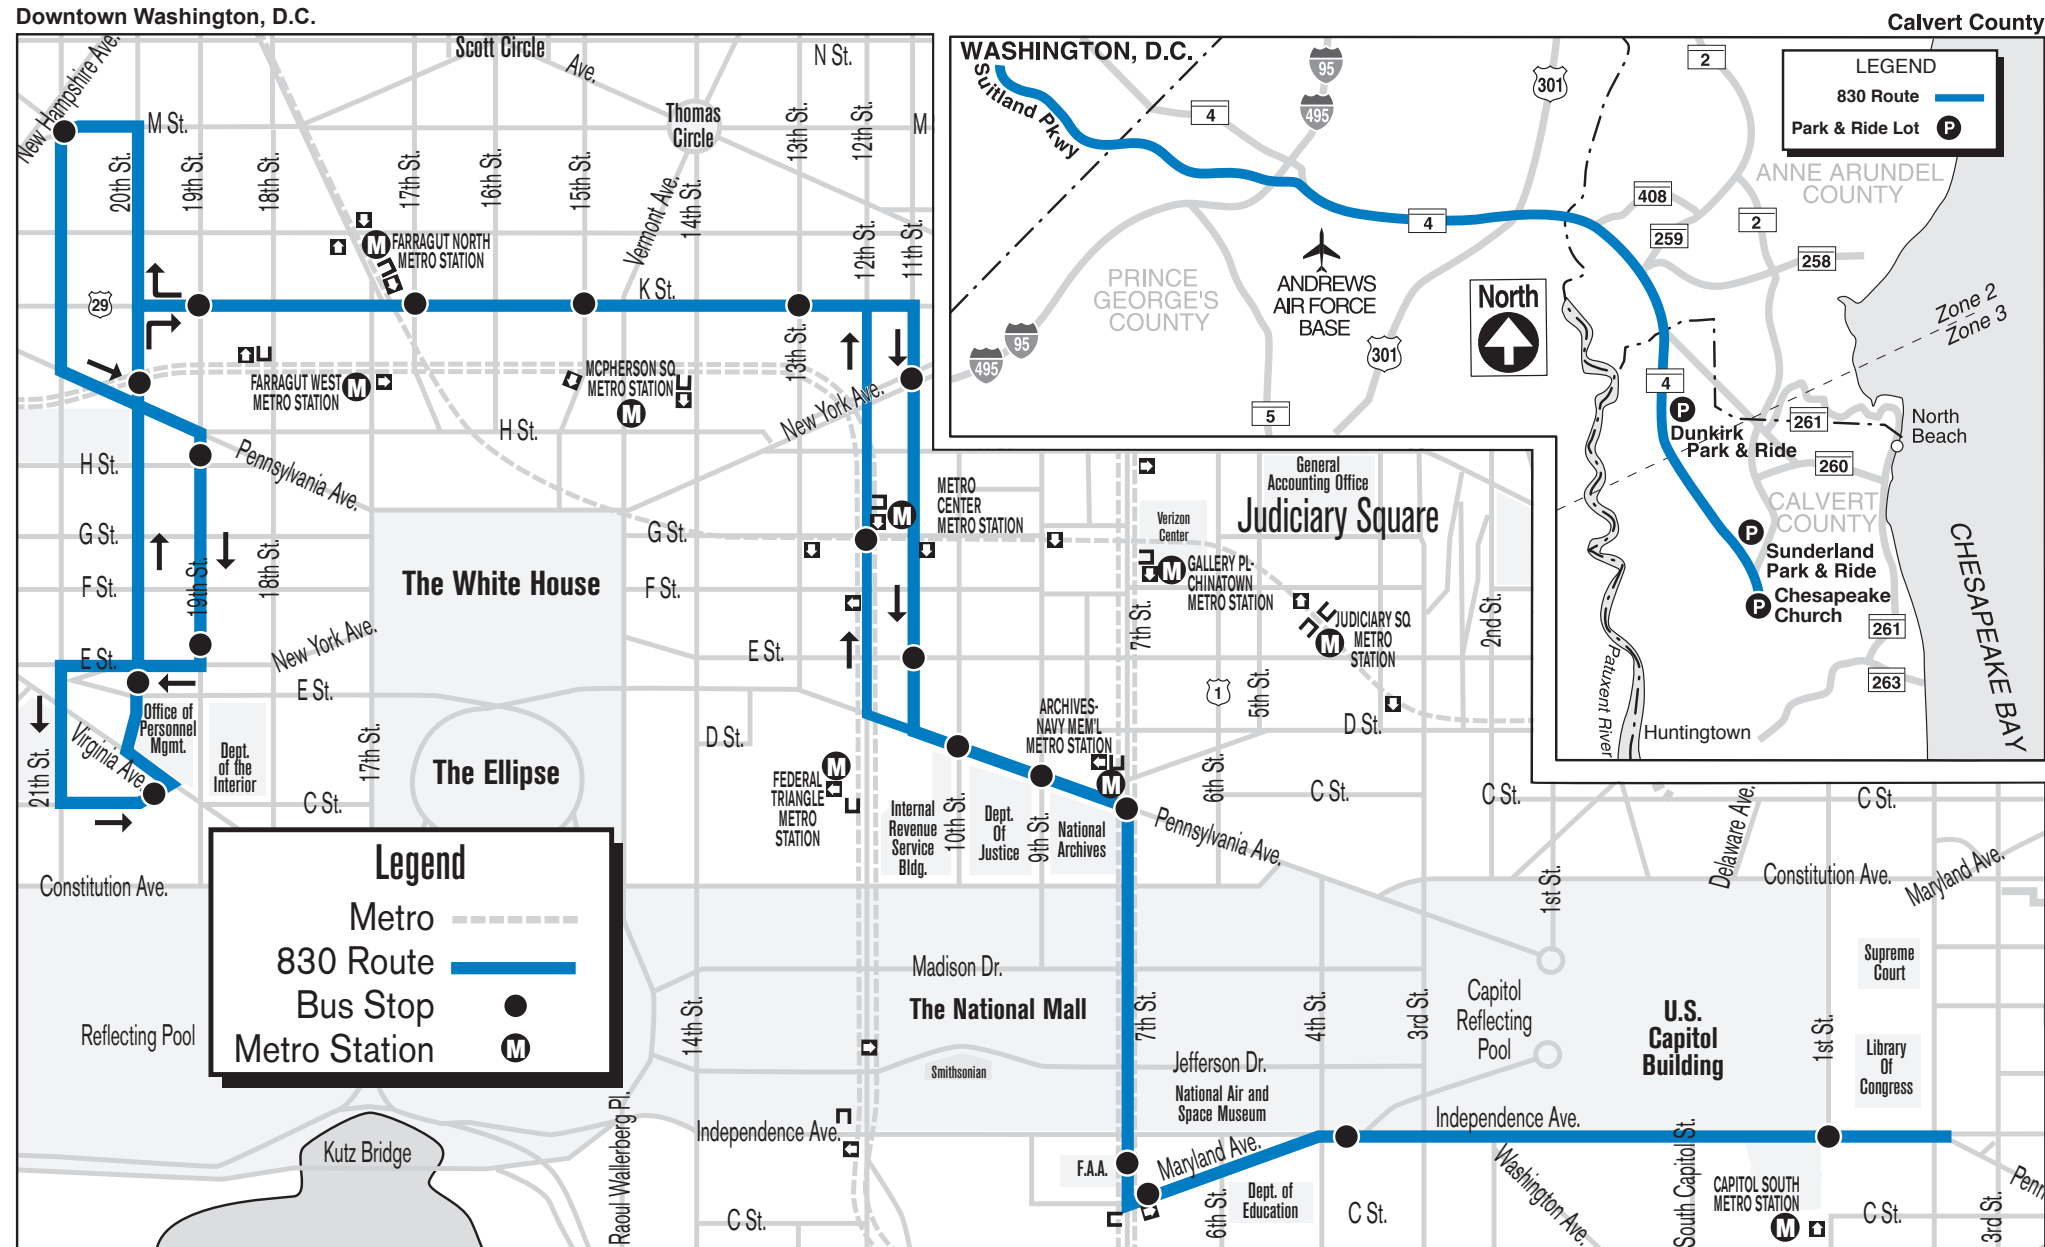 Downtown Washington, D.C.
Calvert County
New Hampshire Ave.
Scott Circle
Ave.
N St.
Thomas
Circle
M St.
M
20th St.
19th St.
18th St.
17th St.
16th St.
15th St.
Vermont Ave.
14th St.
13th St.
12th St.
12th St.
11th St.
29
M
FARRAGUT NORTH
METRO STATION
K St.
FARRAGUT WEST
METRO STATION
M
MCPHERSON SQ
METRO STATION
M
13th St.
New York Ave.
H St.
H St.
Pennsylvania Ave.
G St.
G St.
F St.
F St.
19th St.
18th St.
The White House
METRO
CENTER
METRO STATION
M
New York Ave.
E St.
E St.
E St.
Office of
Personnel
Mgmt.
Dept.
of the
Interior
Virginia Ave.
21th St.
17th St.
C St.
The Ellipse
D St.
FEDERAL
TRIANGLE
METRO
STATION
M
ARCHIVES-
NAVY MEM'L
METRO STATION
M
Internal
Revenue
Service
Bldg.
10th St.
Dept.
Of
Justice
9th St.
National
Archives
General
Accounting Office
Judiciary Square
Verizon
Center
M
GALLERY PL-
CHINATOWN
METRO STATION
7th St.
JUDICIARY SQ
METRO
STATION
M
2nd St.
1
5th St.
D St.
6th St.
C St.
C St.
C St.
Pennsylvania Ave.
Delaware Ave.
1st St.
Constitution Ave.
Constitution Ave.
Maryland Ave.
Legend
Metro
830 Route
Bus Stop
Metro Station
M
Reflecting Pool
Kutz Bridge
Raoul Wallerberg Pl.
14th St.
Madison Dr.
The National Mall
Smithsonian
7th St.
Jefferson Dr.
National Air and
Space Museum
4th St.
3rd St.
Capitol
Reflecting
Pool
U.S.
Capitol
Building
1st St.
Supreme
Court
Library
Of
Congress
Independence Ave.
Independence Ave.
F.A.A.
Maryland Ave.
6th St.
Dept. of
Education
C St.
C St.
Washington Ave.
South Capitol St.
CAPITOL SOUTH
METRO STATION
M
C St.
3rd St.
Penn
WASHINGTON, D.C.
Suitland Pkwy
4
95
495
301
2
LEGEND
830 Route
Park & Ride Lot
P
ANNE ARUNDEL
COUNTY
408
259
2
258
4
PRINCE
GEORGE'S
COUNTY
ANDREWS
AIR FORCE
BASE
North
Zone 2
Zone 3
95
495
301
5
4
P
Dunkirk
Park & Ride
261
North
Beach
260
CALVERT
COUNTY
P
Sunderland
Park & Ride
P
Chesapeake
Church
261
263
Patuxent River
Huntingtown
CHESAPEAKE BAY